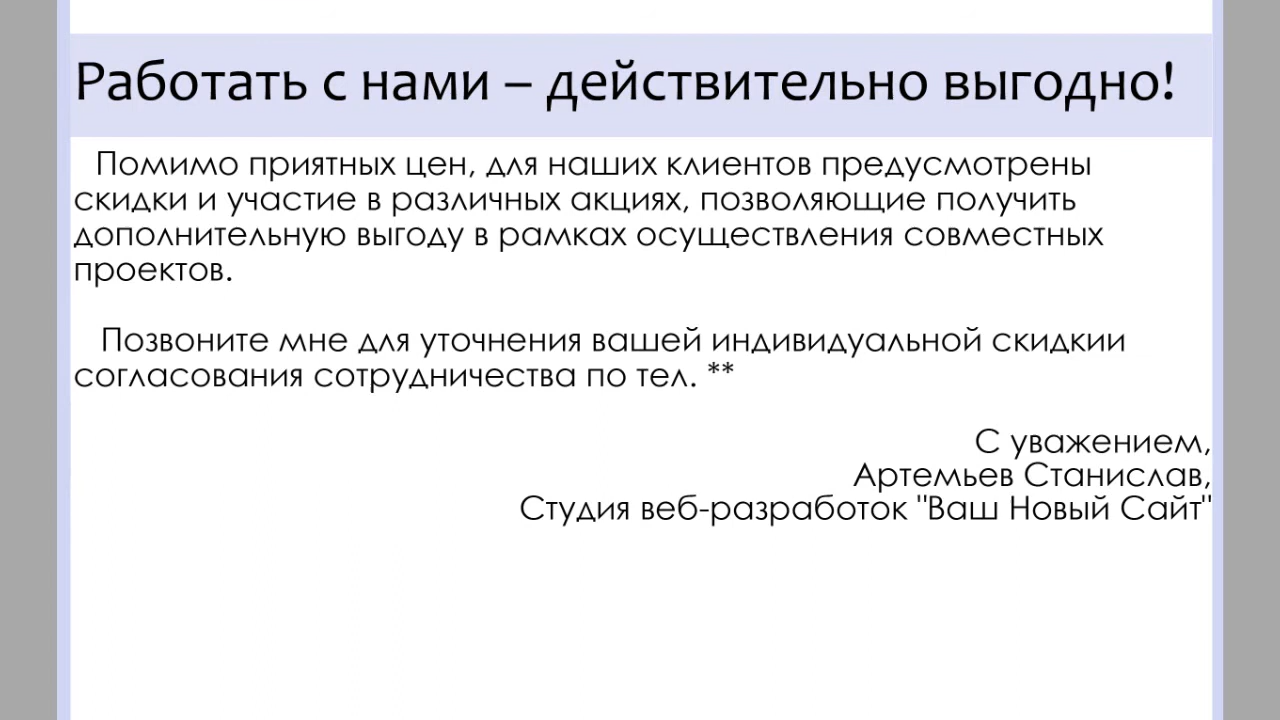 Работать с нами – действительно выгодно!
Помимо приятных цен, для наших клиентов предусмотрены
скидки и участие в различных акциях, позволяющие получить
дополнительную выгоду в рамках осуществления совместных
проектов.
Позвоните мне для уточнения вашей индивидуальной скидкии
согласования сотрудничества по тел. **
С уважением,
Артемьев Станислав,
Студия веб-разработок "Ваш Новый Сайт"